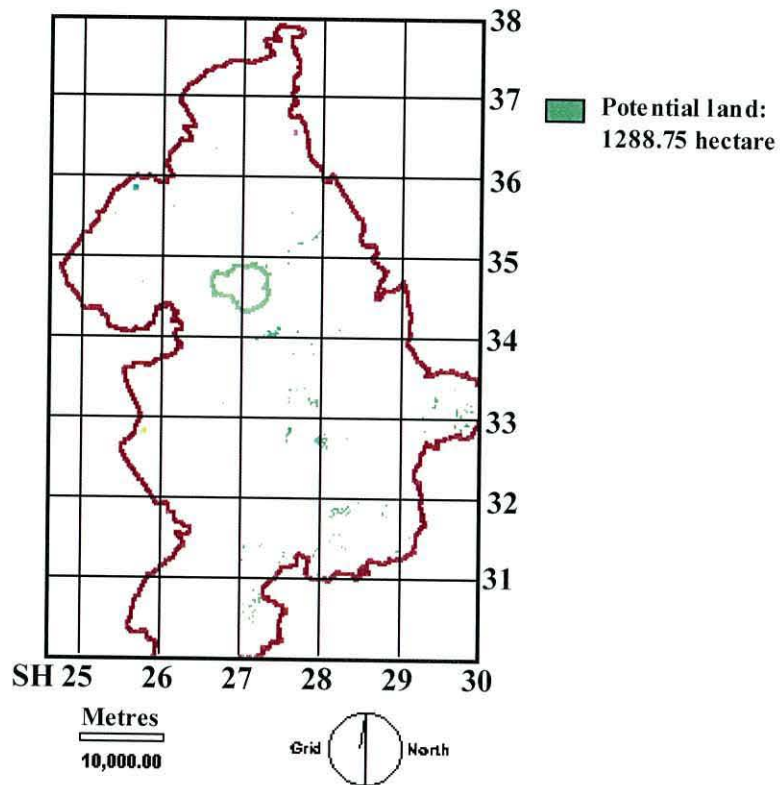 38
37
Potential land:
1288.75 hectare
36
35
34
33
32
31
SH 25 26 27 28 29 30
Metres
10,000.00
Grid North